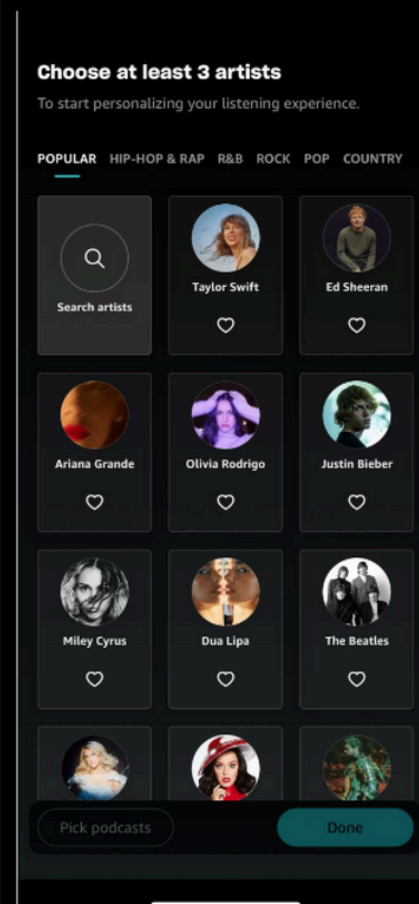 Choose at least 3 artists
To start personalizing your listening experience.
POPULAR HIP-HOP & RAP R&B ROCK POP COUNTRY
Search artists
Taylor Swift
Ed Sheeran
Ariana Grande
Olivia Rodrigo
Justin Bieber
Miley Cyrus
Dua Lipa
The Beatles
Pick podcasts
Done